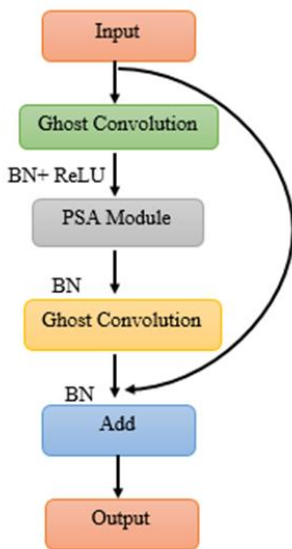 Input
Ghost Convolution
BN+ ReLU
PSA Module
BN
Ghost Convolution
BN
Add
Output